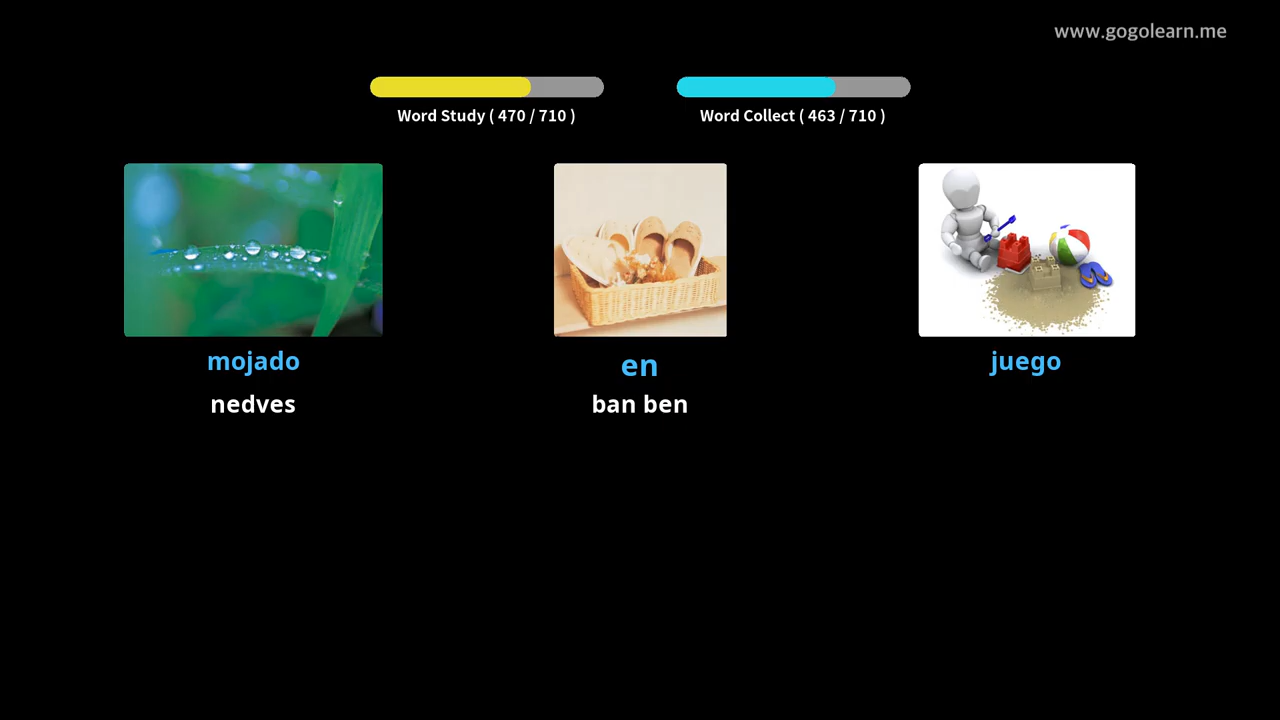 www.gogolearn.me
Word Study ( 470 / 710 )
Word Collect ( 463 / 710 )
mojado
nedves
en
ban ben
juego